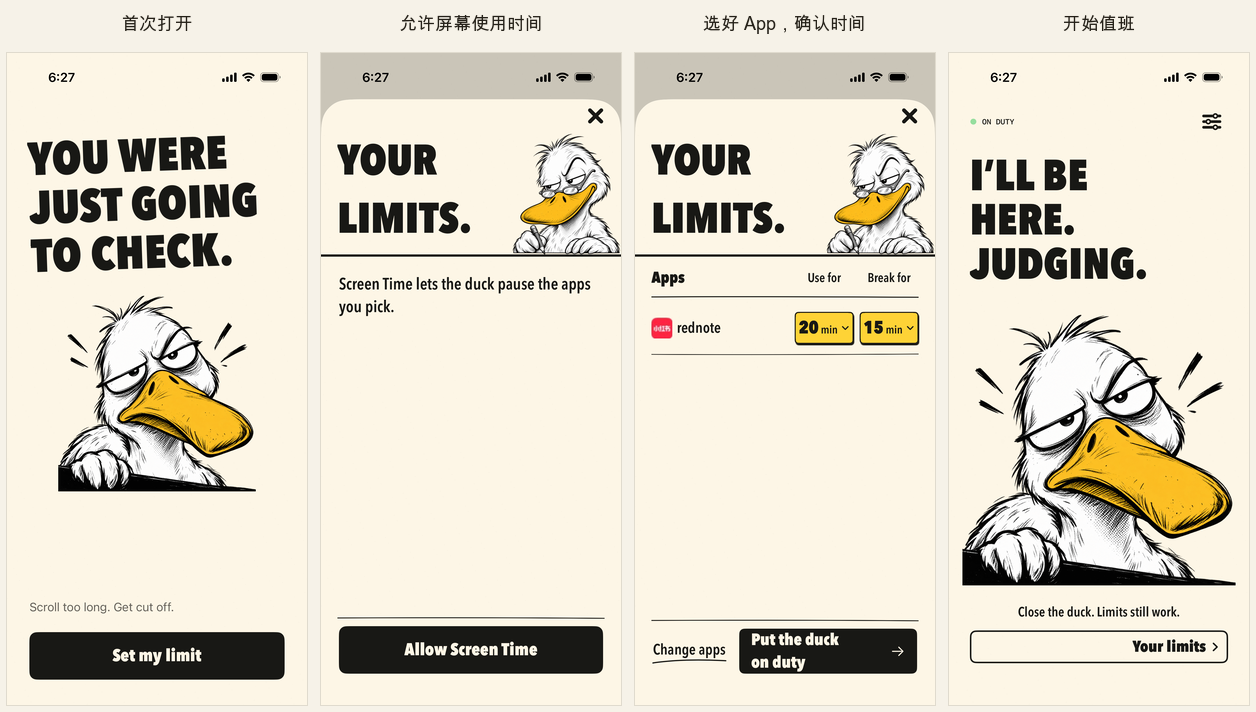 首次打开
6:27
YOU WERE
JUST GOING
TO CHECK.
Scroll too long. Get cut off.
Set my limit
允许屏幕使用时间
6:27
YOUR
LIMITS.
Screen Time lets the duck pause the apps
you pick.
Allow Screen Time
选好 App，确认时间
6:27
YOUR
LIMITS.
Apps Use for Break for
小红书 rednote 20 min 15 min
Change apps
Put the duck
on duty
开始值班
6:27
ON DUTY
I’LL BE
HERE.
JUDGING.
Close the duck. Limits still work.
Your limits